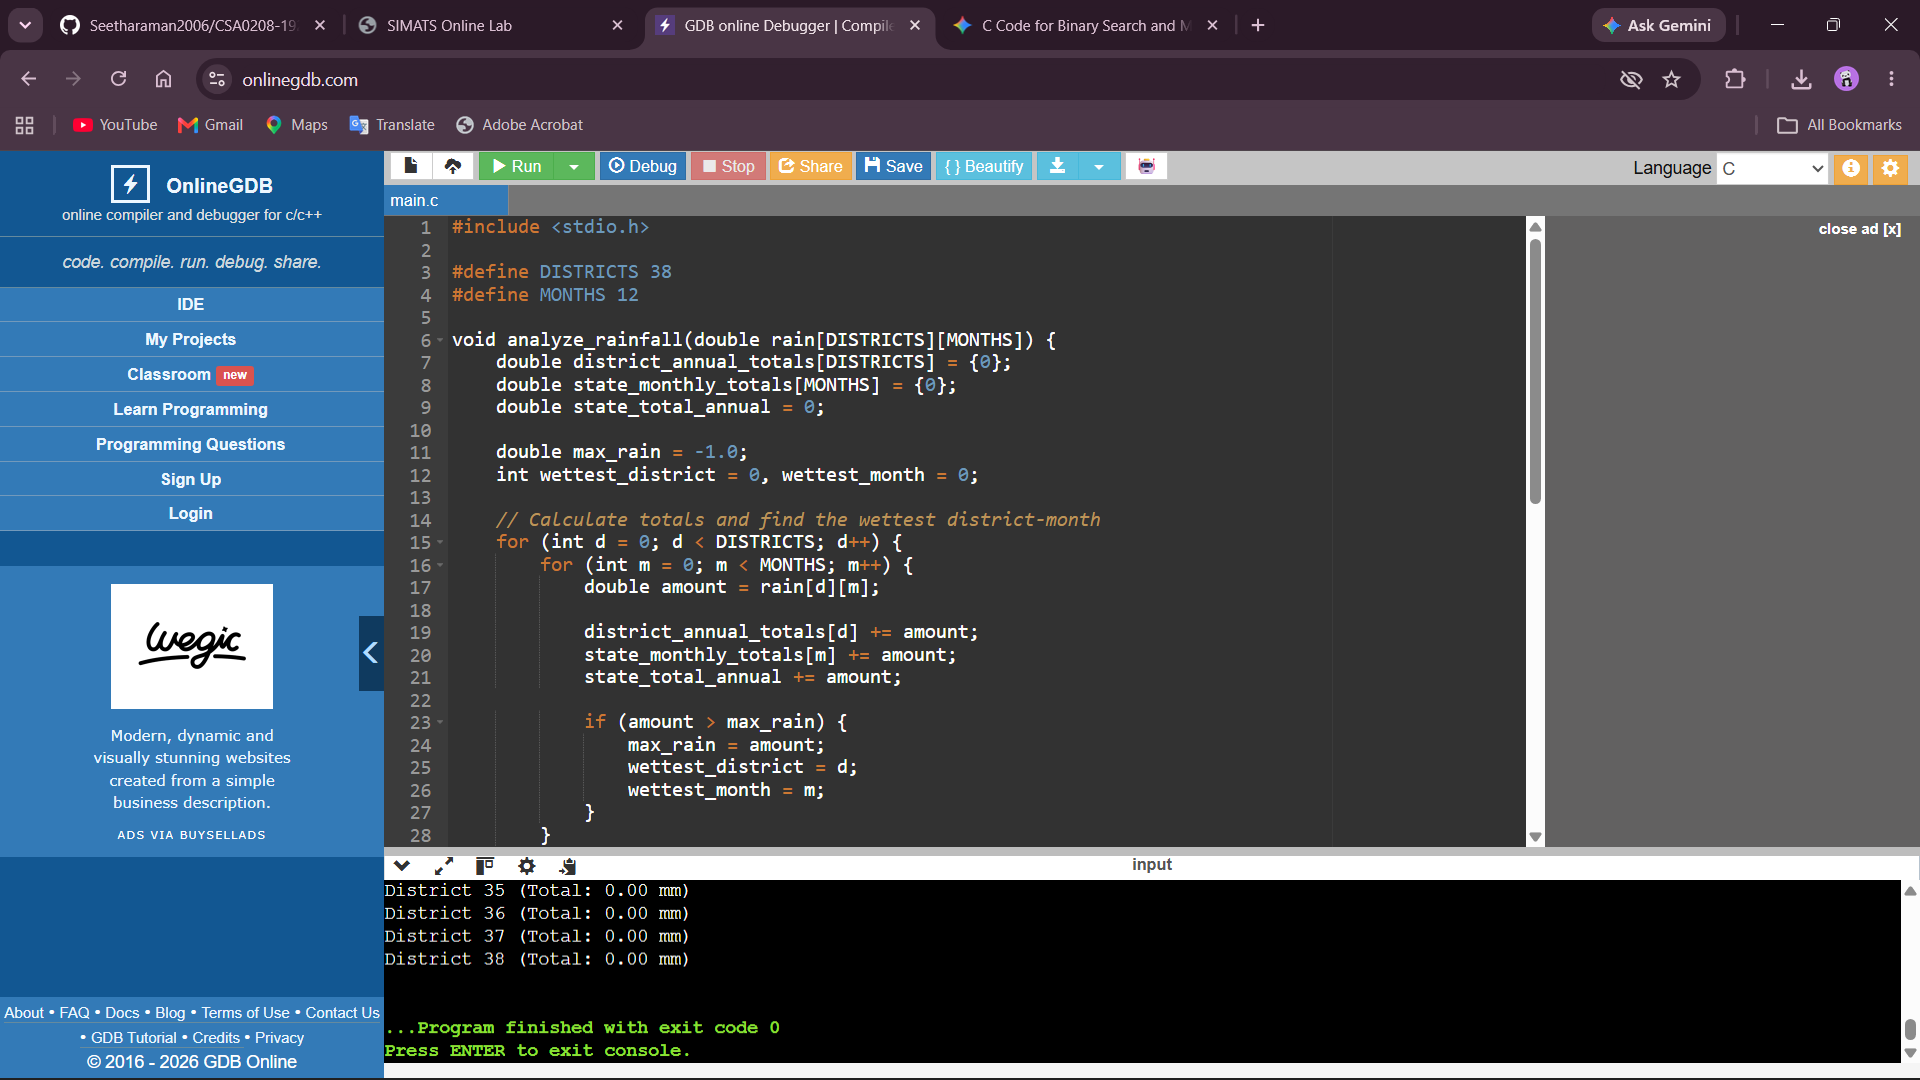 Seetharaman2006/CSA0208-19
SIMATS Online Lab
GDB online Debugger | Compile
C Code for Binary Search and M
Ask Gemini
onlinegdb.com
YouTube
Gmail
Maps
Translate
Adobe Acrobat
All Bookmarks
OnlineGDB
online compiler and debugger for c/c++
code. compile. run. debug. share.
IDE
My Projects
Classroom new
Learn Programming
Programming Questions
Sign Up
Login
wegic
Modern, dynamic and
visually stunning websites
created from a simple
business description.
ADS VIA BUYSELLADS
About • FAQ • Docs • Blog • Terms of Use • Contact Us
• GDB Tutorial • Credits • Privacy
© 2016 - 2026 GDB Online
Run
Debug
Stop
Share
Save
{ } Beautify
Language C
main.c
close ad [x]
1 #include <stdio.h>
2
3 #define DISTRICTS 38
4 #define MONTHS 12
5
6 void analyze_rainfall(double rain[DISTRICTS][MONTHS]) {
7 double district_annual_totals[DISTRICTS] = {0};
8 double state_monthly_totals[MONTHS] = {0};
9 double state_total_annual = 0;
10
11 double max_rain = -1.0;
12 int wettest_district = 0, wettest_month = 0;
13
14 // Calculate totals and find the wettest district-month
15 for (int d = 0; d < DISTRICTS; d++) {
16 for (int m = 0; m < MONTHS; m++) {
17 double amount = rain[d][m];
18
19 district_annual_totals[d] += amount;
20 state_monthly_totals[m] += amount;
21 state_total_annual += amount;
22
23 if (amount > max_rain) {
24 max_rain = amount;
25 wettest_district = d;
26 wettest_month = m;
27 }
28 }
input
District 35 (Total: 0.00 mm)
District 36 (Total: 0.00 mm)
District 37 (Total: 0.00 mm)
District 38 (Total: 0.00 mm)
...Program finished with exit code 0
Press ENTER to exit console.